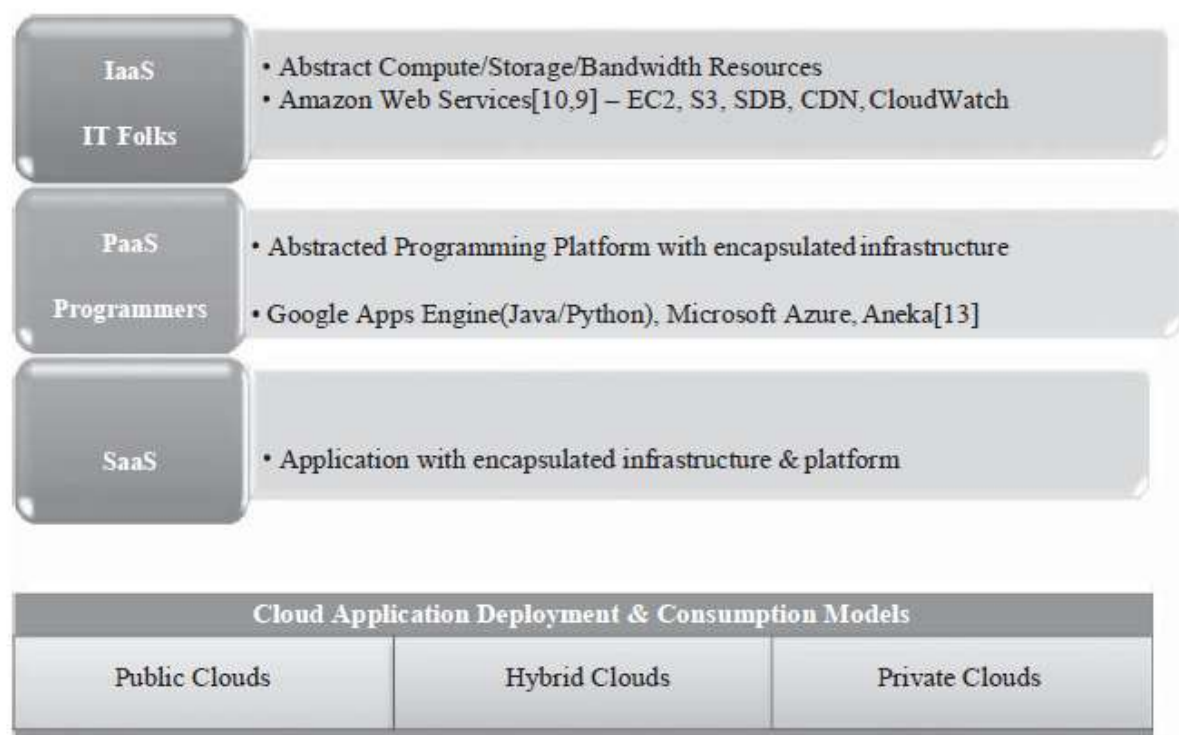 IaaS
IT Folks
• Abstract Compute/Storage/Bandwidth Resources
• Amazon Web Services[10,9] – EC2, S3, SDB, CDN, CloudWatch
PaaS
Programmers
• Abstracted Programming Platform with encapsulated infrastructure
• Google Apps Engine(Java/Python), Microsoft Azure, Aneka[13]
SaaS
• Application with encapsulated infrastructure & platform
Cloud Application Deployment & Consumption Models
Public Clouds
Hybrid Clouds
Private Clouds